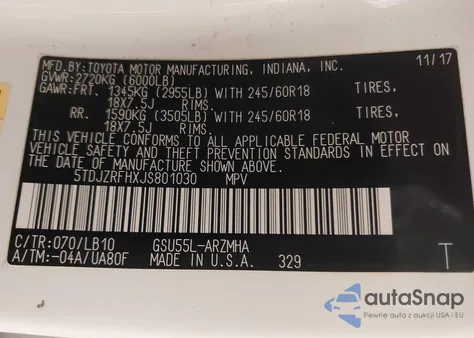 MFD.BY:TOYOTA MOTOR MANUFACTURING, INDIANA, INC. 11/17
GVWR:2720KG (6000LB)
GAWR:FRT. 1345KG (2955LB) WITH 245/60R18 TIRES,
18X7.5J RIMS.
RR. 1590KG (3505LB) WITH 245/60R18 TIRES,
18X7.5J RIMS.
THIS VEHICLE CONFORMS TO ALL APPLICABLE FEDERAL MOTOR
VEHICLE SAFETY AND THEFT PREVENTION STANDARDS IN EFFECT ON
THE DATE OF MANUFACTURE SHOWN ABOVE.
5TDJZRFHXJS801030 MPV
C/TR:070/LB10 GSU55L-ARZMHA
A/TM:-04A/UA80F MADE IN U.S.A. 329 T
autoSnap
Pewne auta z aukcji USA i EU